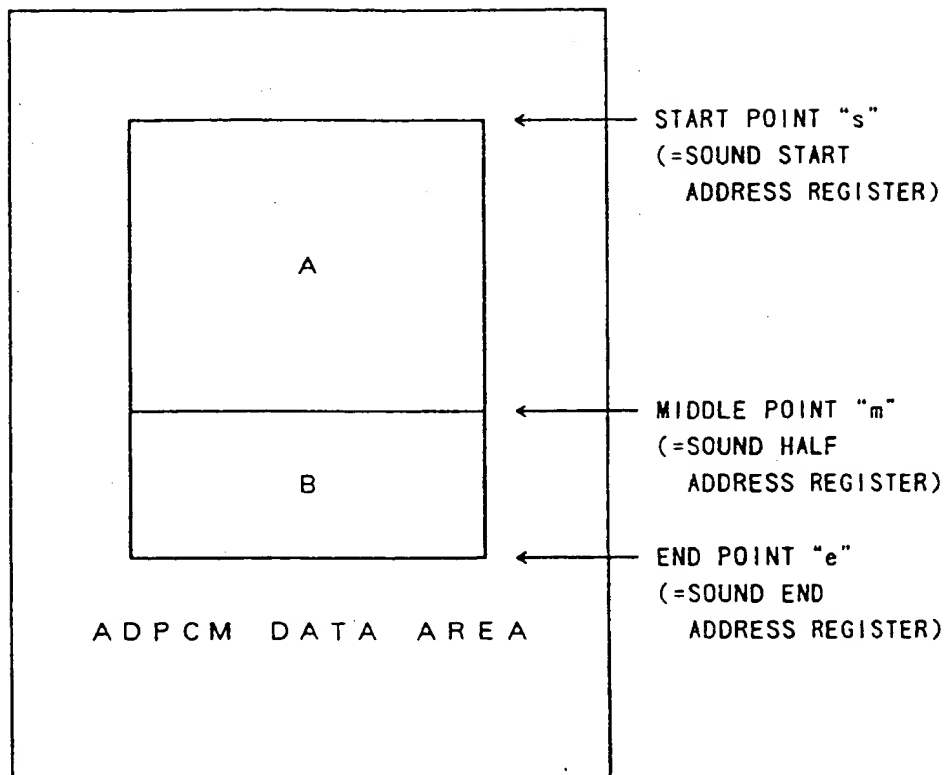 START POINT “s”
(=SOUND START
ADDRESS REGISTER)
A
MIDDLE POINT “m”
(=SOUND HALF
ADDRESS REGISTER)
B
END POINT “e”
(=SOUND END
ADDRESS REGISTER)
ADPCM DATA AREA